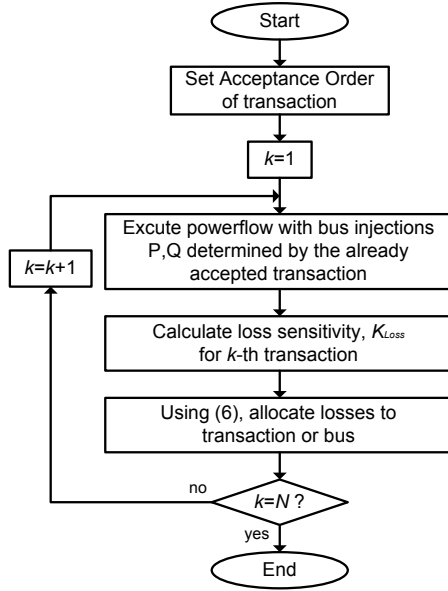 Start
Set Acceptance Order
of transaction
k=1
Excute powerflow with bus injections
P,Q determined by the already
accepted transaction
k=k+1
Calculate loss sensitivity, KLoss
for k-th transaction
Using (6), allocate losses to
transaction or bus
no
k=N ?
yes
End